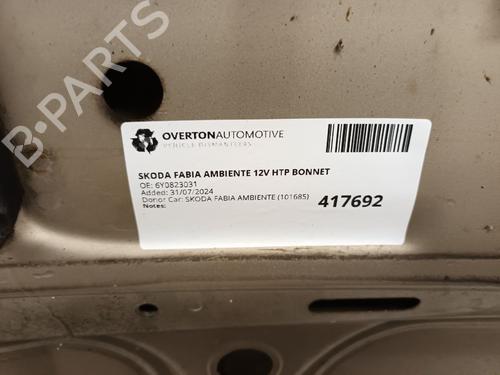 B-PARTS
OVERTONAUTOMOTIVE
VEHICLE DISMANTLERS
SKODA FABIA AMBIENTE 12V HTP BONNET
OE: 6Y0823031
Added: 31/07/2024
Donor Car: SKODA FABIA AMBIENTE (101685)
Notes:
417692